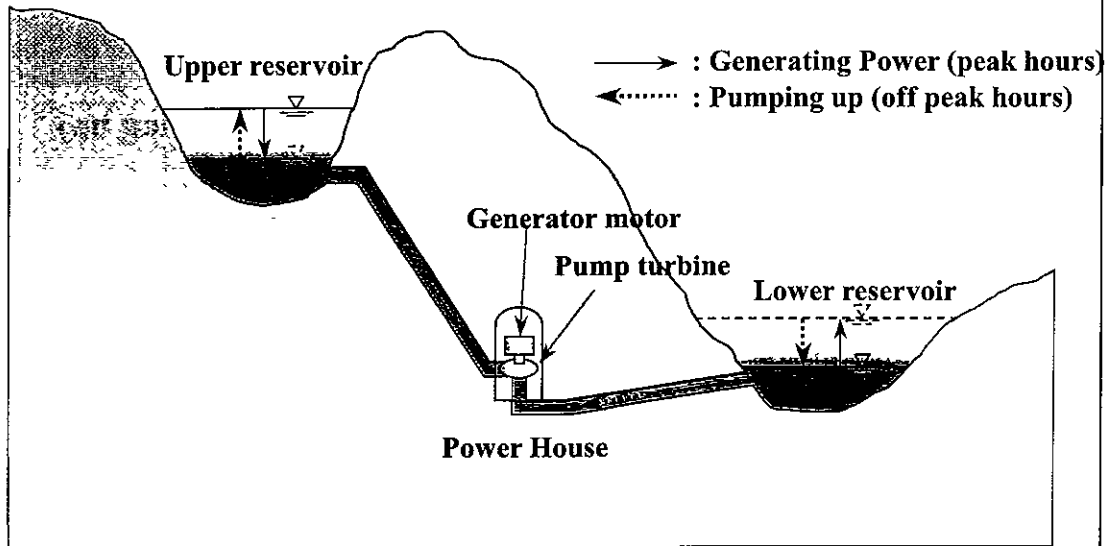 Upper reservoir
: Generating Power (peak hours)
: Pumping up (off peak hours)
Generator motor
Pump turbine
Lower reservoir
Power House